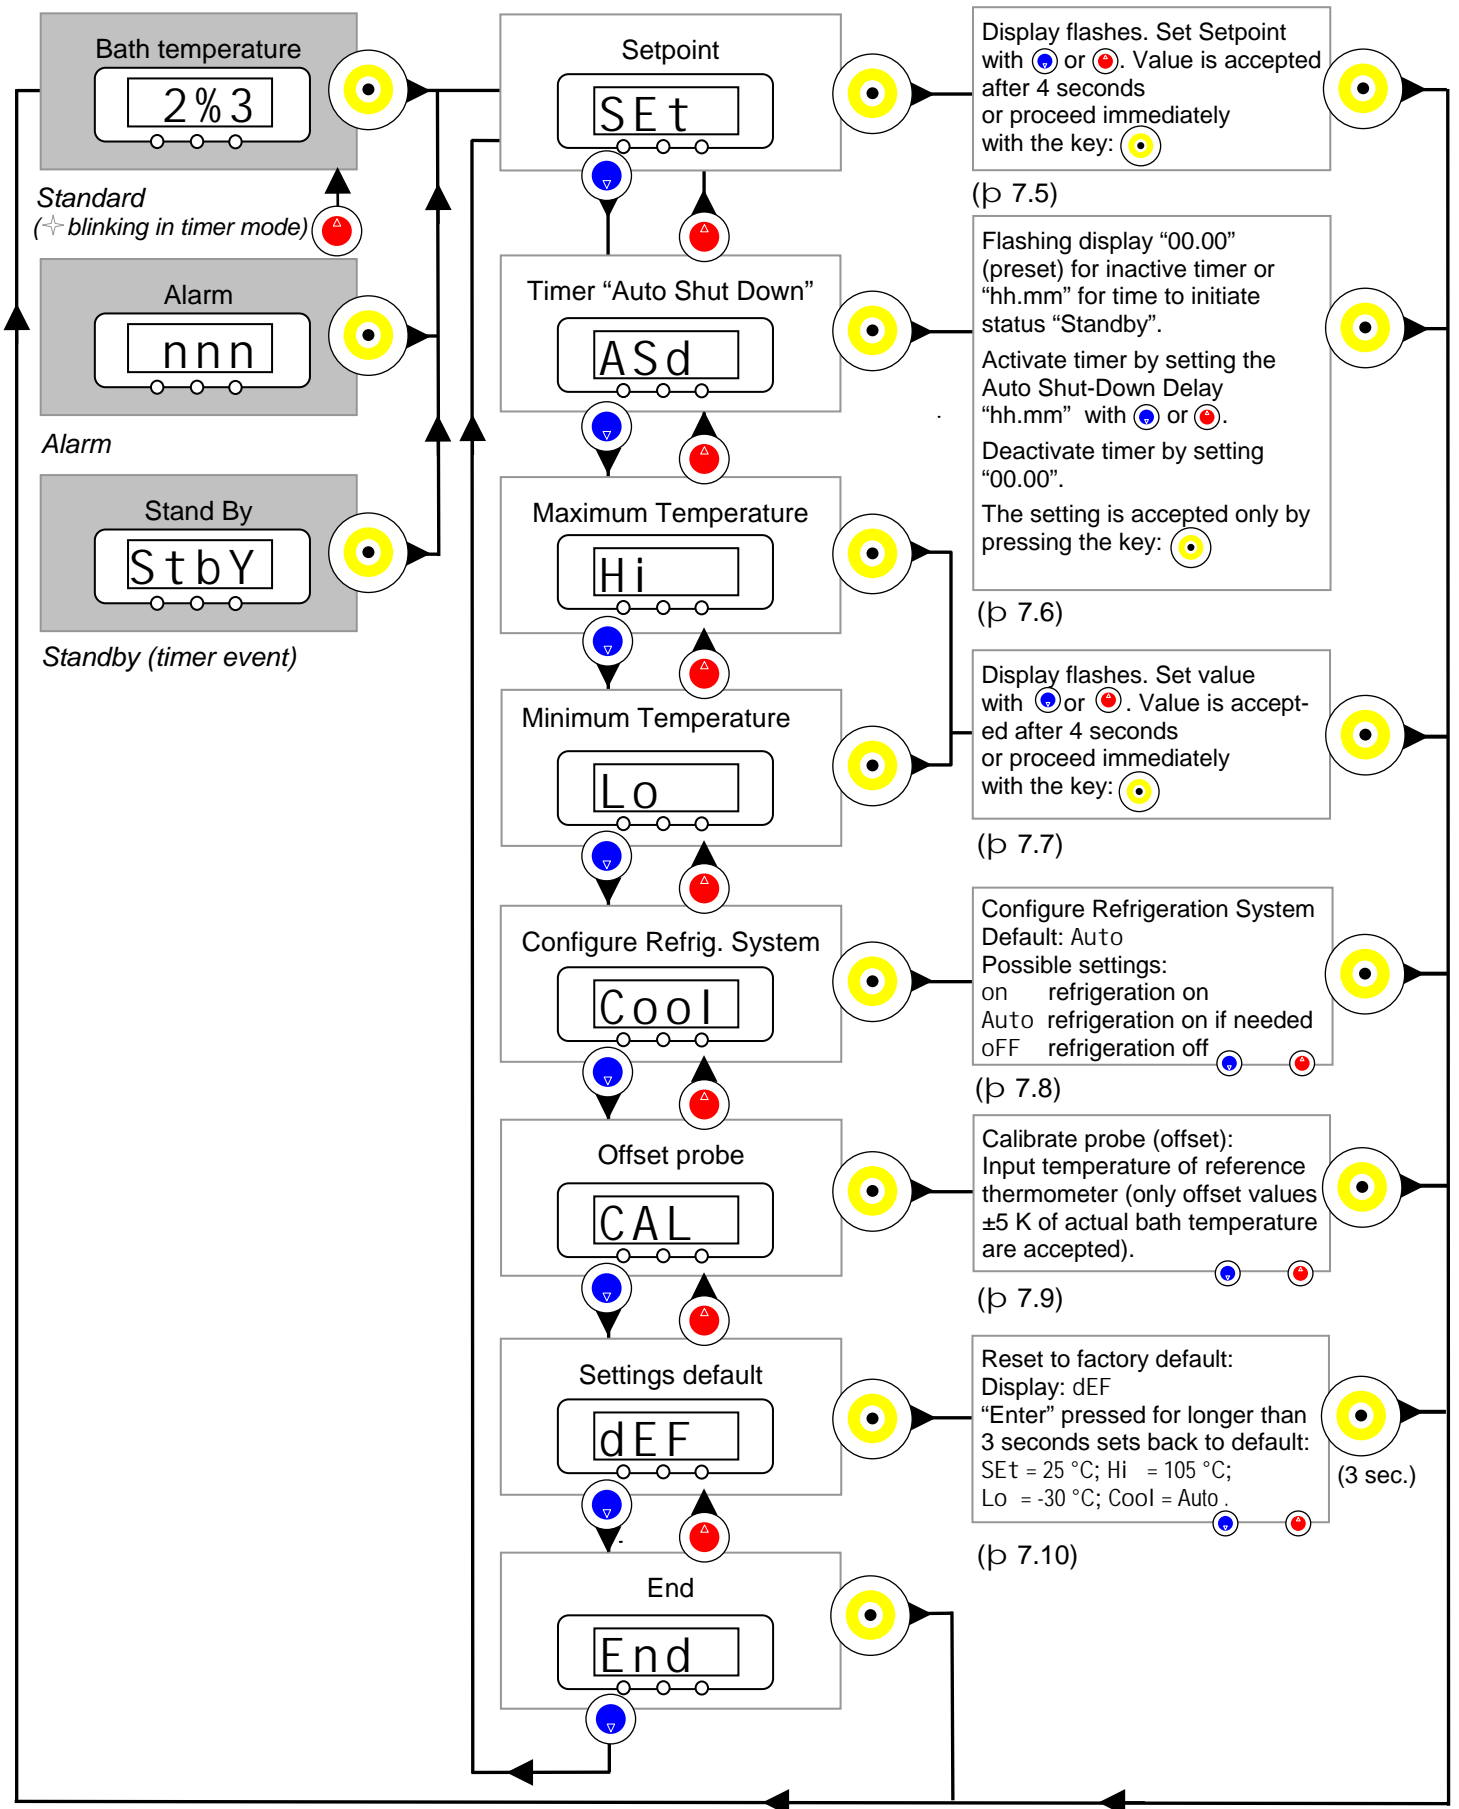 Bath temperature
2%3
Standard
(✧ blinking in timer mode)
Alarm
nnn
Alarm
Stand By
StbY
Standby (timer event)
Setpoint
SEt
Timer “Auto Shut Down”
ASd
Maximum Temperature
Hi
Minimum Temperature
Lo
Configure Refrig. System
Cool
Offset probe
CAL
Settings default
dEF
End
End
Display flashes. Set Setpoint
with or . Value is accepted
after 4 seconds
or proceed immediately
with the key:
(þ 7.5)
Flashing display “00.00”
(preset) for inactive timer or
“hh.mm” for time to initiate
status “Standby”.
Activate timer by setting the
Auto Shut-Down Delay
“hh.mm” with or .
Deactivate timer by setting
“00.00”.
The setting is accepted only by
pressing the key:
(þ 7.6)
Display flashes. Set value
with or . Value is accept-
ed after 4 seconds
or proceed immediately
with the key:
(þ 7.7)
Configure Refrigeration System
Default: Auto
Possible settings:
on refrigeration on
Auto refrigeration on if needed
oFF refrigeration off
(þ 7.8)
Calibrate probe (offset):
Input temperature of reference
thermometer (only offset values
±5 K of actual bath temperature
are accepted).
(þ 7.9)
Reset to factory default:
Display: dEF
“Enter” pressed for longer than
3 seconds sets back to default:
SEt = 25 °C; Hi = 105 °C;
Lo = -30 °C; Cool = Auto .
(3 sec.)
(þ 7.10)